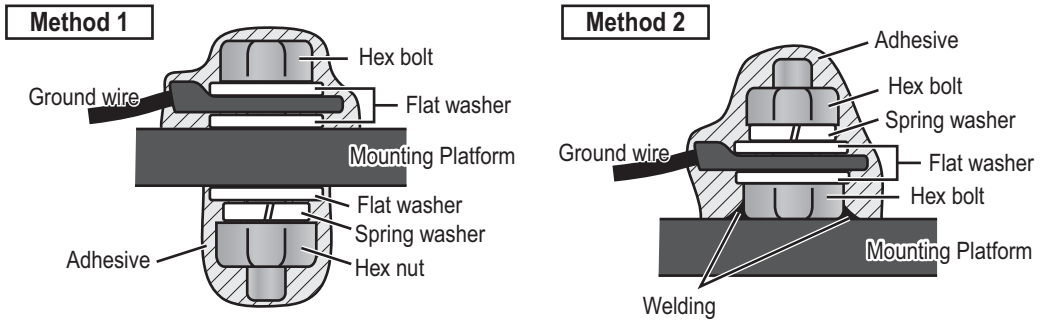 Method 1
Hex bolt
Ground wire
Flat washer
Mounting Platform
Flat washer
Spring washer
Adhesive
Hex nut
Method 2
Adhesive
Hex bolt
Spring washer
Ground wire
Flat washer
Hex bolt
Mounting Platform
Welding